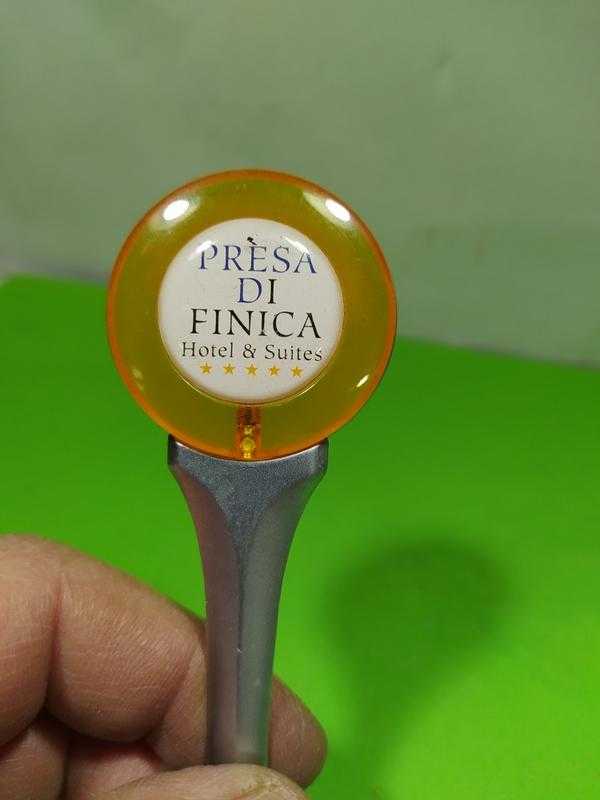 PRÈSA
DI
FINICA
Hotel & Suites